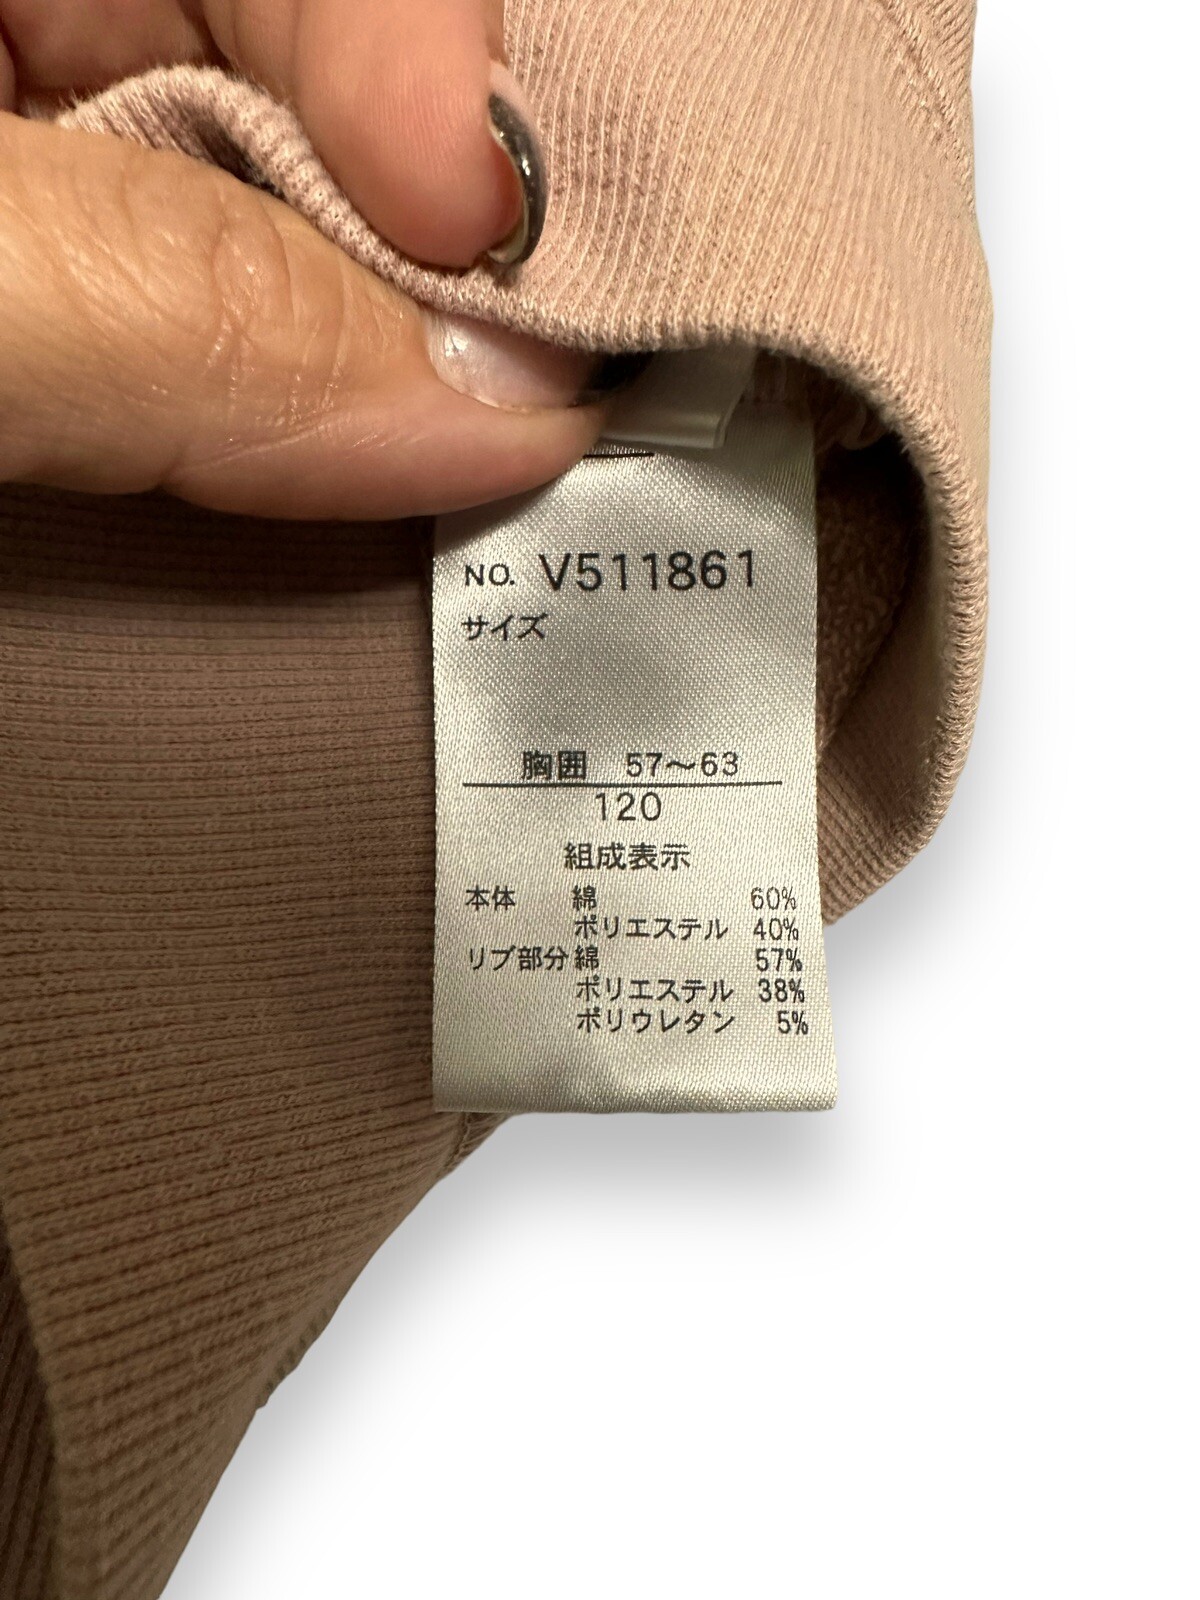 NO. V511861
サイズ
胸囲 57～63
120
組成表示
本体 綿 60%
ポリエステル 40%
リブ部分 綿 57%
ポリエステル 38%
ポリウレタン 5%